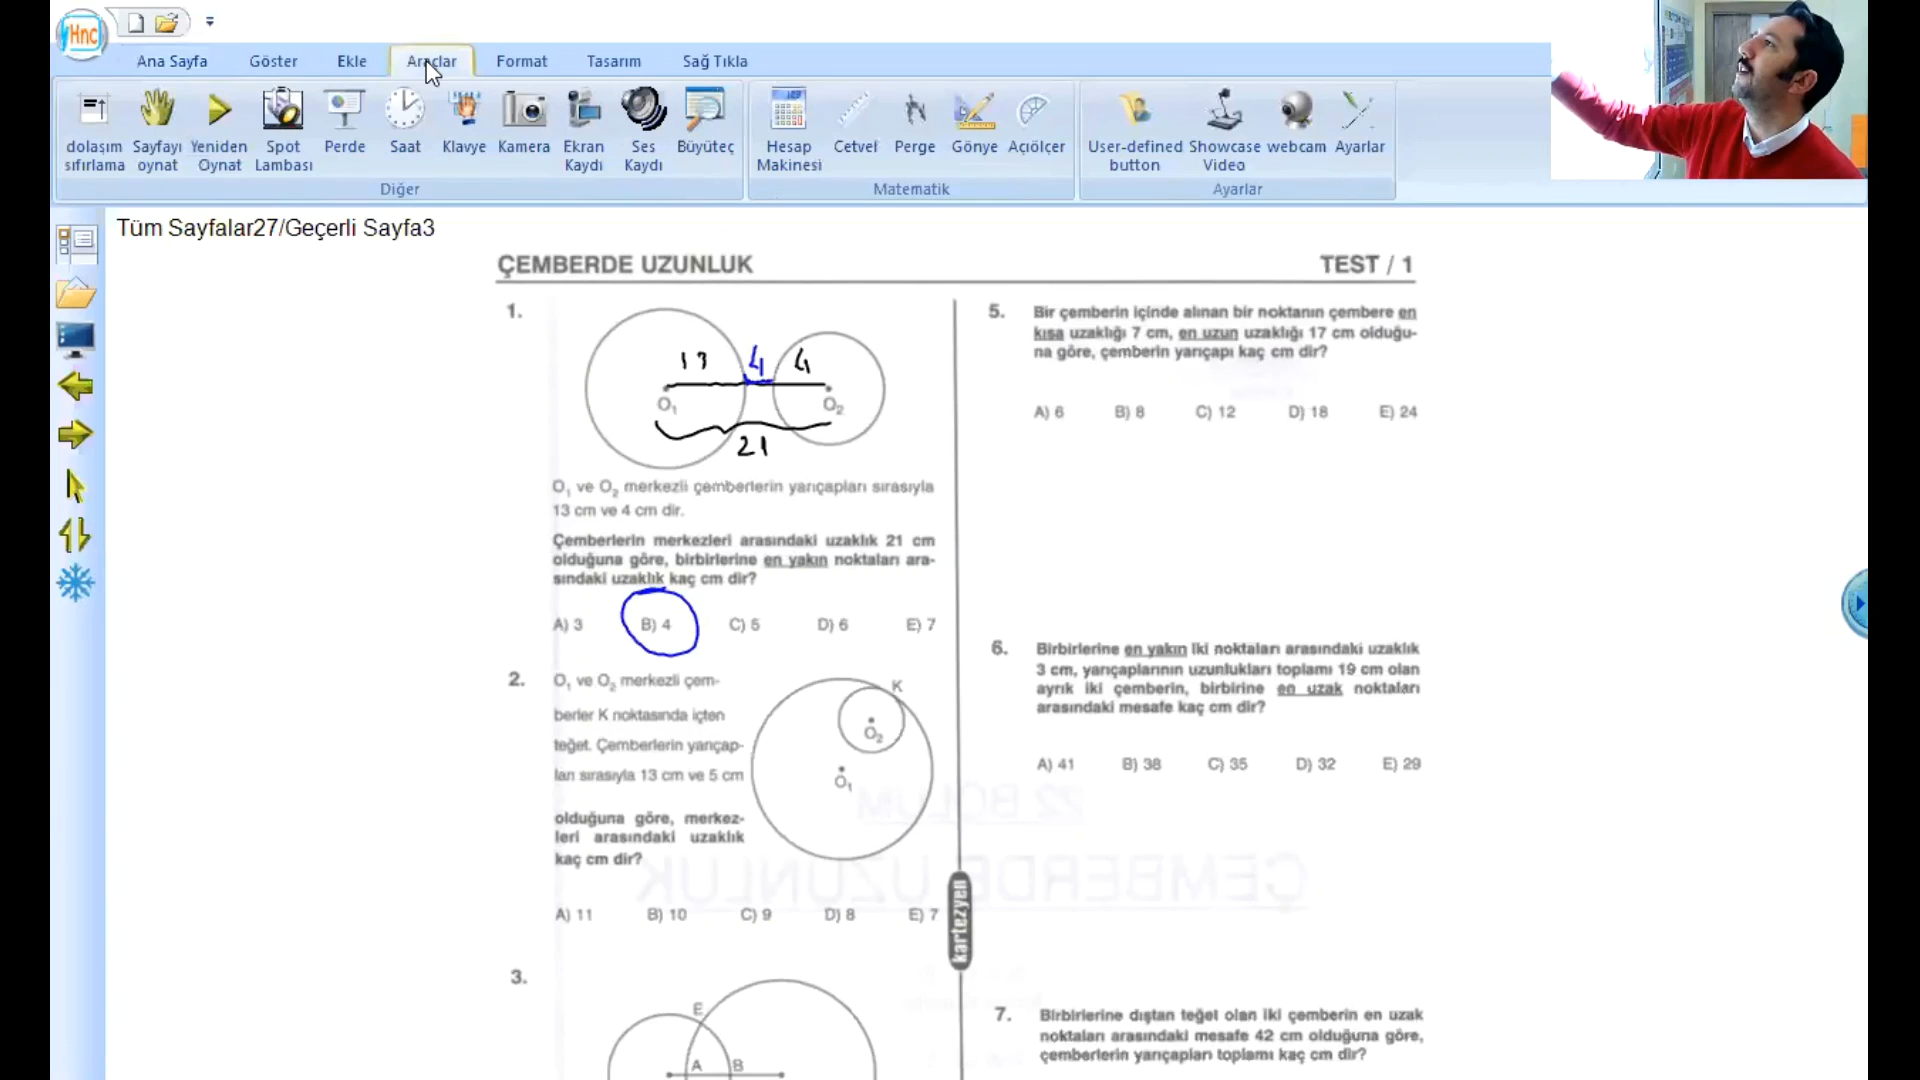 Hnc
Ana Sayfa Göster Ekle Araçlar Format Tasarım Sağ Tıkla
dolaşım sıfırlama
Sayfayı oynat
Yeniden Oynat
Spot Lambası
Perde
Saat
Klavye
Kamera
Ekran Kaydı
Ses Kaydı
Büyüteç
Hesap Makinesi
Cetvel
Perge
Gönye
Açıölçer
User-defined button
Showcase Video
webcam
Ayarlar
Diğer Matematik Ayarlar
Tüm Sayfalar27/Geçerli Sayfa3
ÇEMBERDE UZUNLUK TEST / 1
1.
13 4 4
O1 O2
21
O1 ve O2 merkezli çemberlerin yarıçapları sırasıyla
13 cm ve 4 cm dir.
Çemberlerin merkezleri arasındaki uzaklık 21 cm
olduğuna göre, birbirlerine en yakın noktaları ara-
sındaki uzaklık kaç cm dir?
A) 3 B) 4 C) 5 D) 6 E) 7
2. O1 ve O2 merkezli çem-
berler K noktasında içten
teğet. Çemberlerin yarıçap-
ları sırasıyla 13 cm ve 5 cm
olduğuna göre, merkez-
leri arasındaki uzaklık
kaç cm dir?
K
O2
O1
A) 11 B) 10 C) 9 D) 8 E) 7
3.
E
A B
kartezyen
5. Bir çemberin içinde alınan bir noktanın çembere en
kısa uzaklığı 7 cm, en uzun uzaklığı 17 cm olduğu-
na göre, çemberin yarıçapı kaç cm dir?
A) 6 B) 8 C) 12 D) 18 E) 24
6. Birbirlerine en yakın iki noktaları arasındaki uzaklık
3 cm, yarıçaplarının uzunlukları toplamı 19 cm olan
ayrık iki çemberin, birbirine en uzak noktaları
arasındaki mesafe kaç cm dir?
A) 41 B) 38 C) 35 D) 32 E) 29
22 BÖLÜM
ÇEMBERDE UZUNLUK
7. Birbirlerine dıştan teğet olan iki çemberin en uzak
noktaları arasındaki mesafe 42 cm olduğuna göre,
çemberlerin yarıçapları toplamı kaç cm dir?